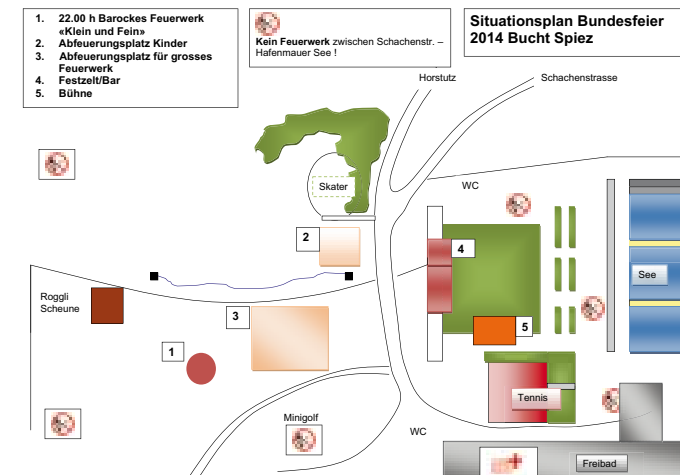 1. 22.00 h Barockes Feuerwerk
«Klein und Fein»
2. Abfeuerungsplatz Kinder
3. Abfeuerungsplatz für grosses
Feuerwerk
4. Festzelt/Bar
5. Bühne
Kein Feuerwerk zwischen Schachenstr. –
Hafenmauer See !
Situationsplan Bundesfeier
2014 Bucht Spiez
Horstutz
Schachenstrasse
Skater
WC
2
4
See
Roggli
Scheune
3
5
1
Tennis
Minigolf
WC
Freibad